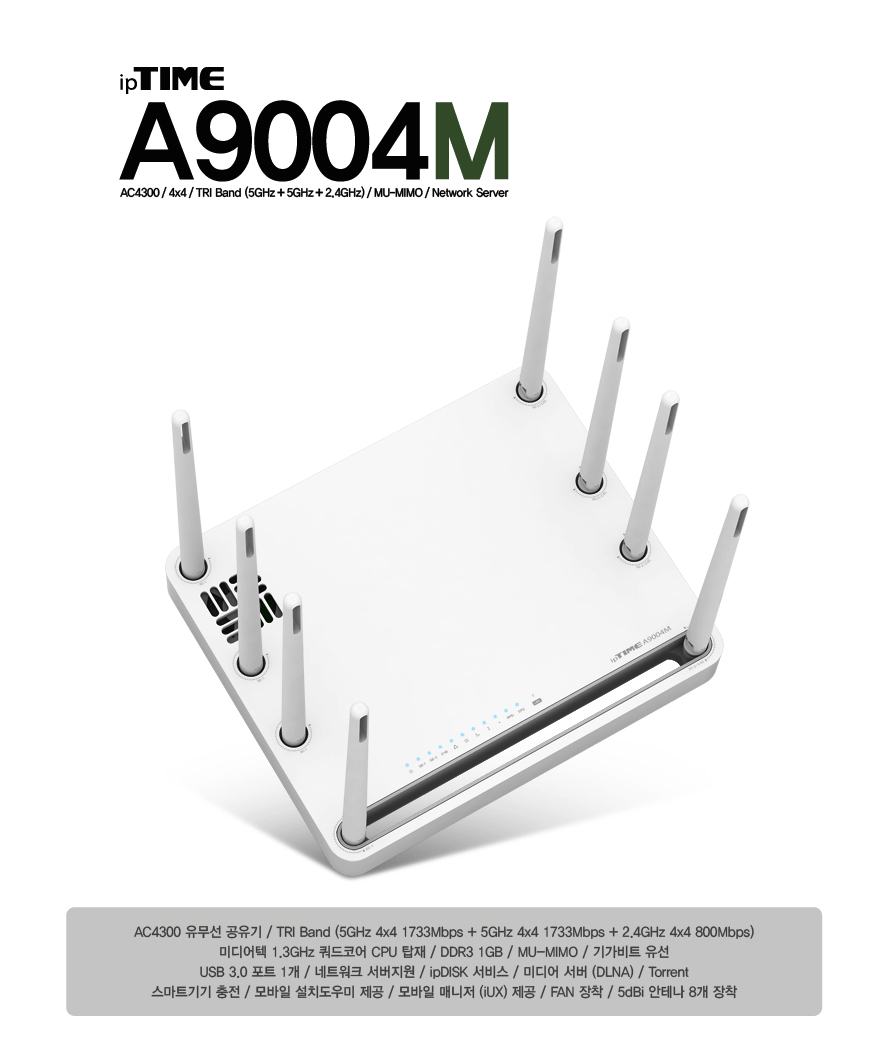 ipTIME
A9004M
AC4300 / 4x4 / TRI Band (5GHz + 5GHz + 2.4GHz) / MU-MIMO / Network Server
ipTIME A9004M
AC4300 유무선 공유기 / TRI Band (5GHz 4x4 1733Mbps + 5GHz 4x4 1733Mbps + 2.4GHz 4x4 800Mbps)
미디어텍 1.3GHz 쿼드코어 CPU 탑재 / DDR3 1GB / MU-MIMO / 기가비트 유선
USB 3.0 포트 1개 / 네트워크 서버지원 / ipDISK 서비스 / 미디어 서버 (DLNA) / Torrent
스마트기기 충전 / 모바일 설치도우미 제공 / 모바일 매니저 (iUX) 제공 / FAN 장착 / 5dBi 안테나 8개 장착